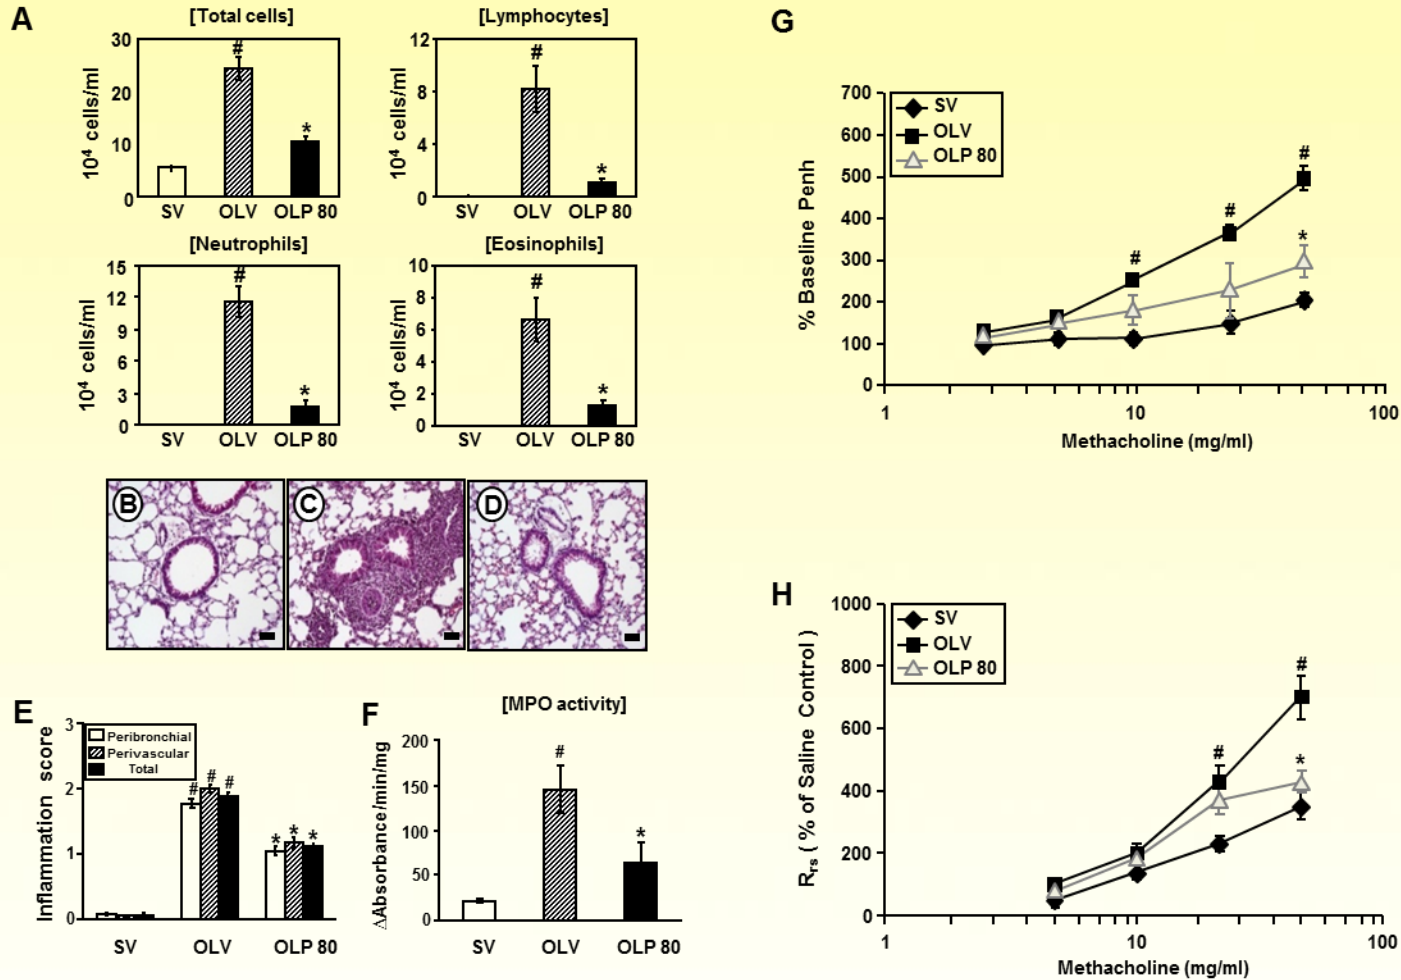 A
[Total cells]
10⁴ cells/ml
30
20
10
0
#
*
SV OLV OLP 80
[Lymphocytes]
10⁴ cells/ml
12
8
4
0
#
*
SV OLV OLP 80
[Neutrophils]
10⁴ cells/ml
15
12
9
6
3
0
#
*
SV OLV OLP 80
[Eosinophils]
10⁴ cells/ml
10
8
6
4
2
0
#
*
SV OLV OLP 80
B C D
E
Inflammation score
3
2
1
0
Peribronchial
Perivascular
Total
# # #
* * *
SV OLV OLP 80
F
[MPO activity]
△Absorbance/min/mg
200
150
100
50
0
#
*
SV OLV OLP 80
G
% Baseline Penh
700
600
500
400
300
200
100
0
SV
OLV
OLP 80
# # #
*
1 10 100
Methacholine (mg/ml)
H
Rrs ( % of Saline Control )
1000
800
600
400
200
0
SV
OLV
OLP 80
# #
*
1 10 100
Methacholine (mg/ml)